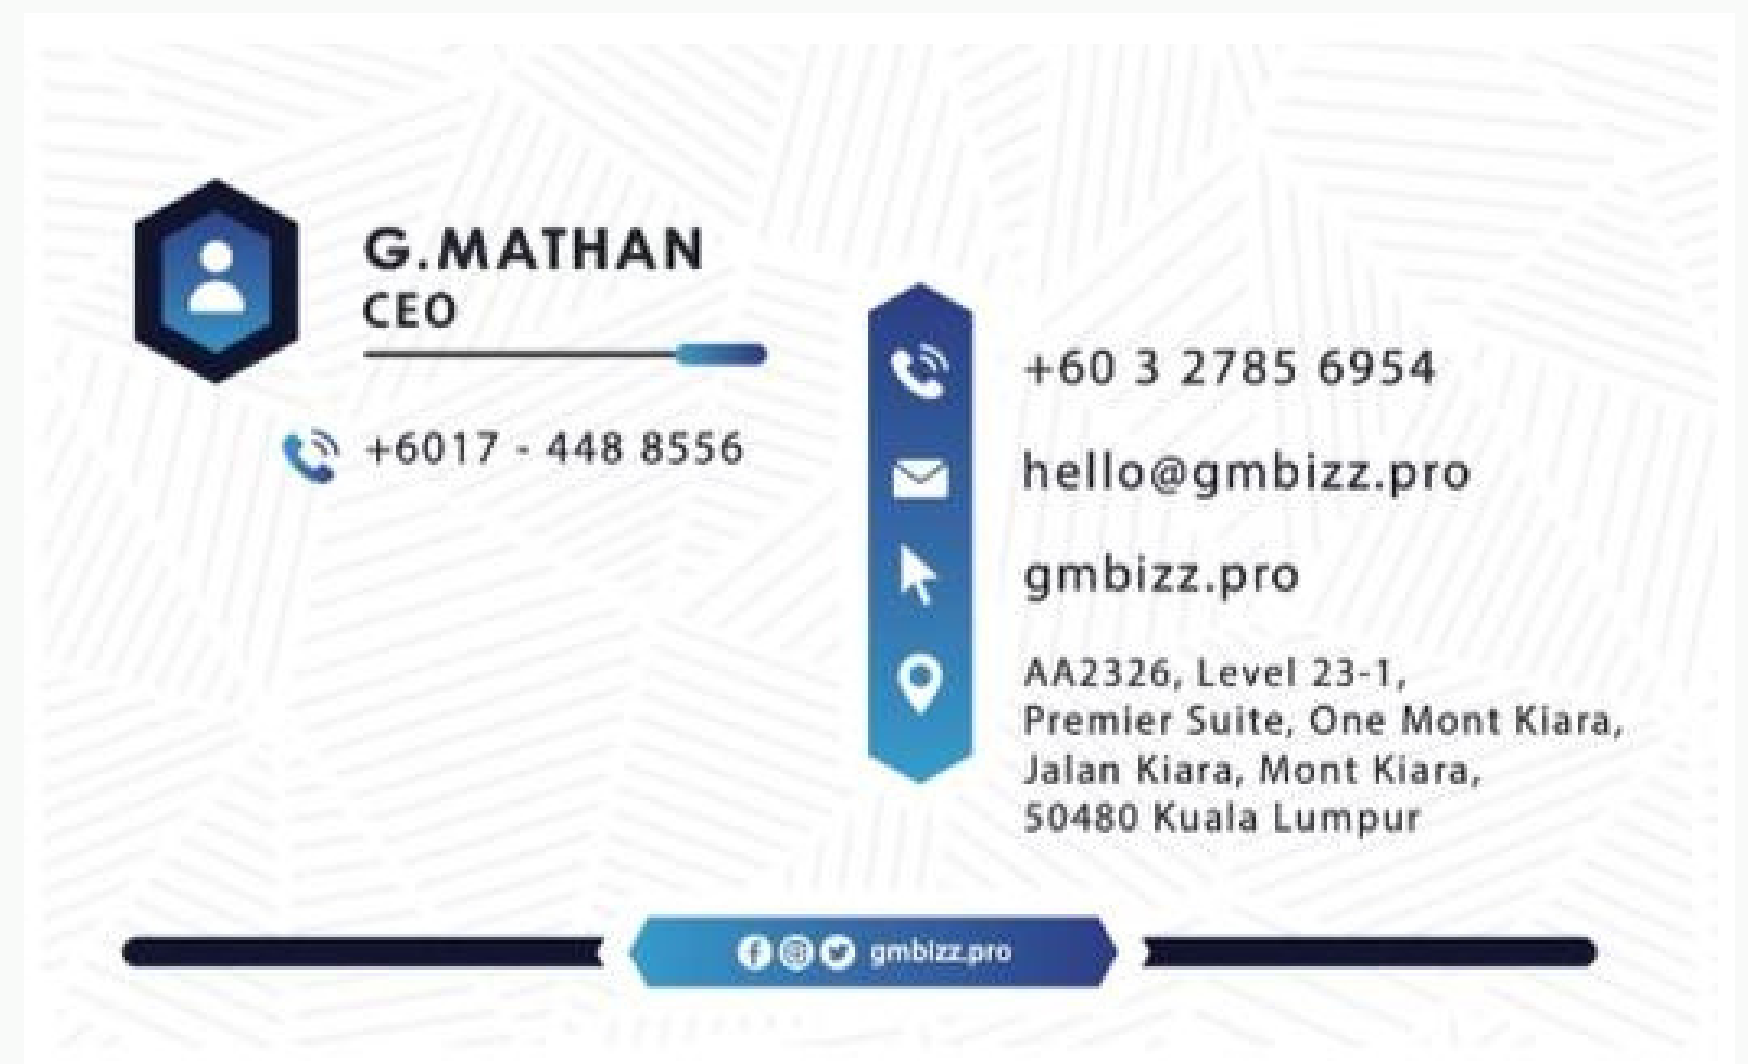 G.MATHAN
CEO
+6017 - 448 8556
+60 3 2785 6954
hello@gmbizz.pro
gmbizz.pro
AA2326, Level 23-1,
Premier Suite, One Mont Kiara,
Jalan Kiara, Mont Kiara,
50480 Kuala Lumpur
gmbizz.pro